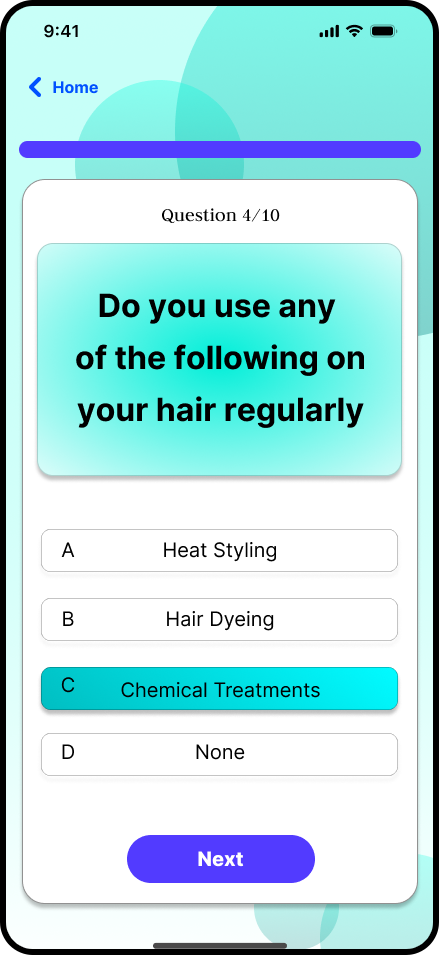 9:41
Home
Question 4/10
Do you use any
of the following on
your hair regularly
A Heat Styling
B Hair Dyeing
C Chemical Treatments
D None
Next